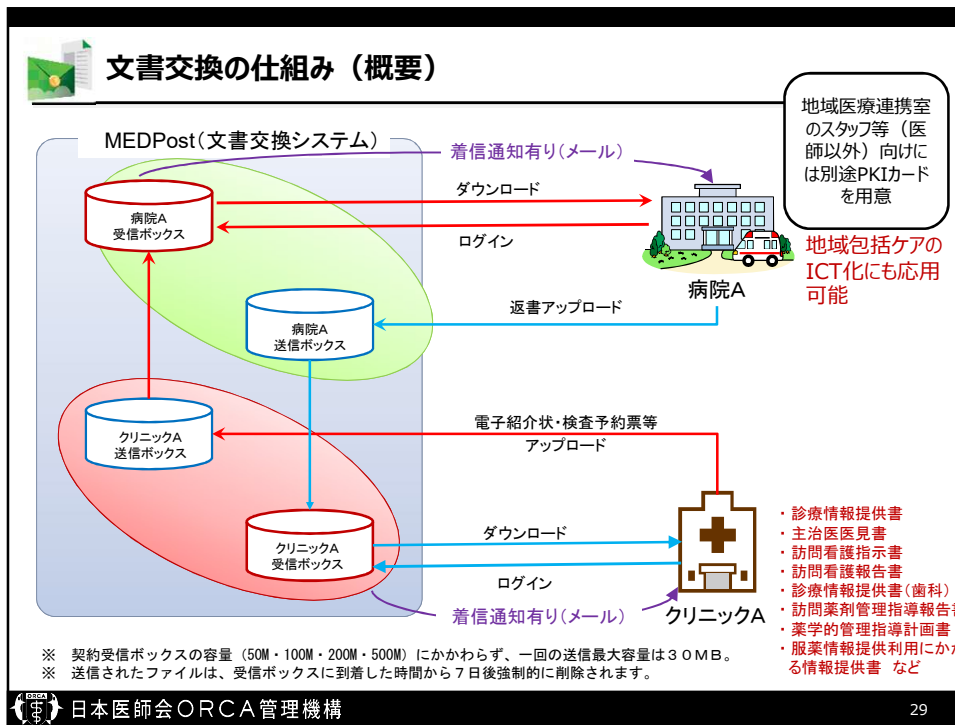 文書交換の仕組み（概要）
地域医療連携室
のスタッフ等（医
師以外）向けに
は別途PKIカード
を用意
MEDPost（文書交換システム）
着信通知有り（メール）
ダウンロード
病院A
受信ボックス
ログイン
地域包括ケアの
ICT化にも応用
可能
病院A
返書アップロード
病院A
送信ボックス
電子紹介状・検査予約票等
アップロード
クリニックA
送信ボックス
クリニックA
受信ボックス
ダウンロード
ログイン
着信通知有り（メール）
クリニックA
・診療情報提供書
・主治医医見書
・訪問看護指示書
・訪問看護報告書
・診療情報提供書（歯科）
・訪問薬剤管理指導報告書
・薬学的管理指導計画書
・服薬情報提供利用にかか
る情報提供書 など
※ 契約受信ボックスの容量（50M・100M・200M・500M）にかかわらず、一回の送信最大容量は３０ＭＢ。
※ 送信されたファイルは、受信ボックスに到着した時間から７日後強制的に削除されます。
ORCA
日本医師会ＯＲＣＡ管理機構
29